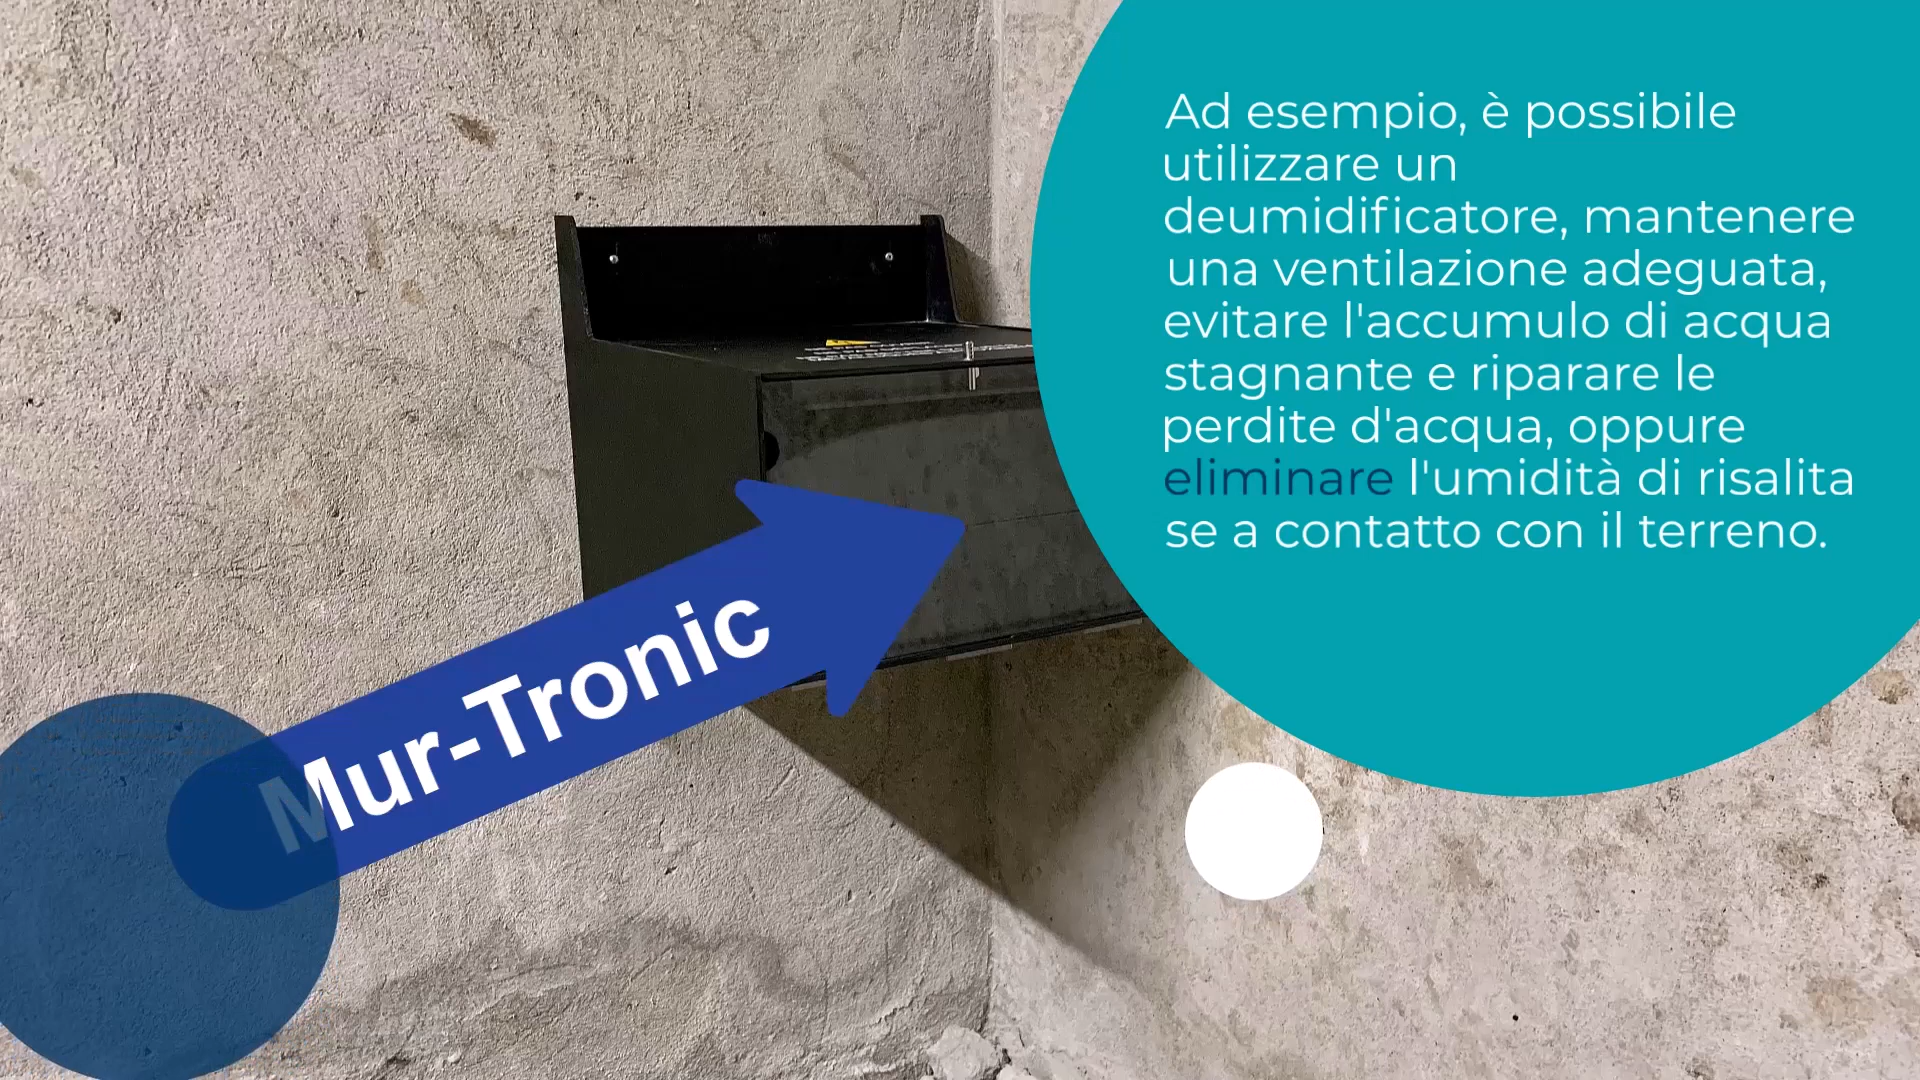 Ad esempio, è possibile
utilizzare un
deumidificatore, mantenere
una ventilazione adeguata,
evitare l'accumulo di acqua
stagnante e riparare le
perdite d'acqua, oppure
eliminare l'umidità di risalita
se a contatto con il terreno.
Mur-Tronic